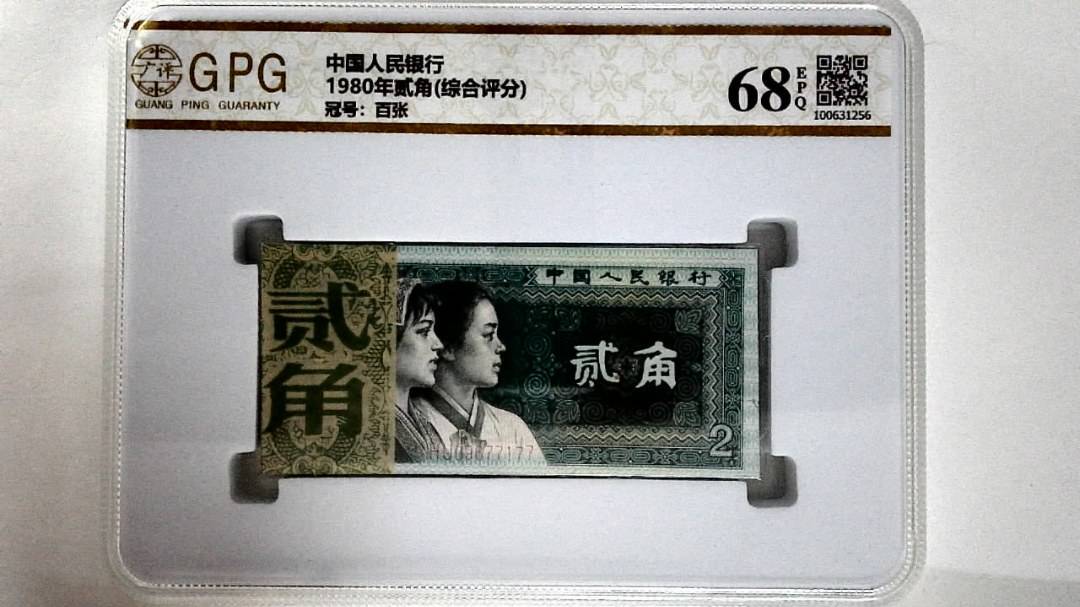 广评
GPG
GUANG PING GUARANTY
中国人民银行
1980年贰角(综合评分)
冠号：百张
68
EPQ
100631256
贰角
中国人民银行
贰角
2